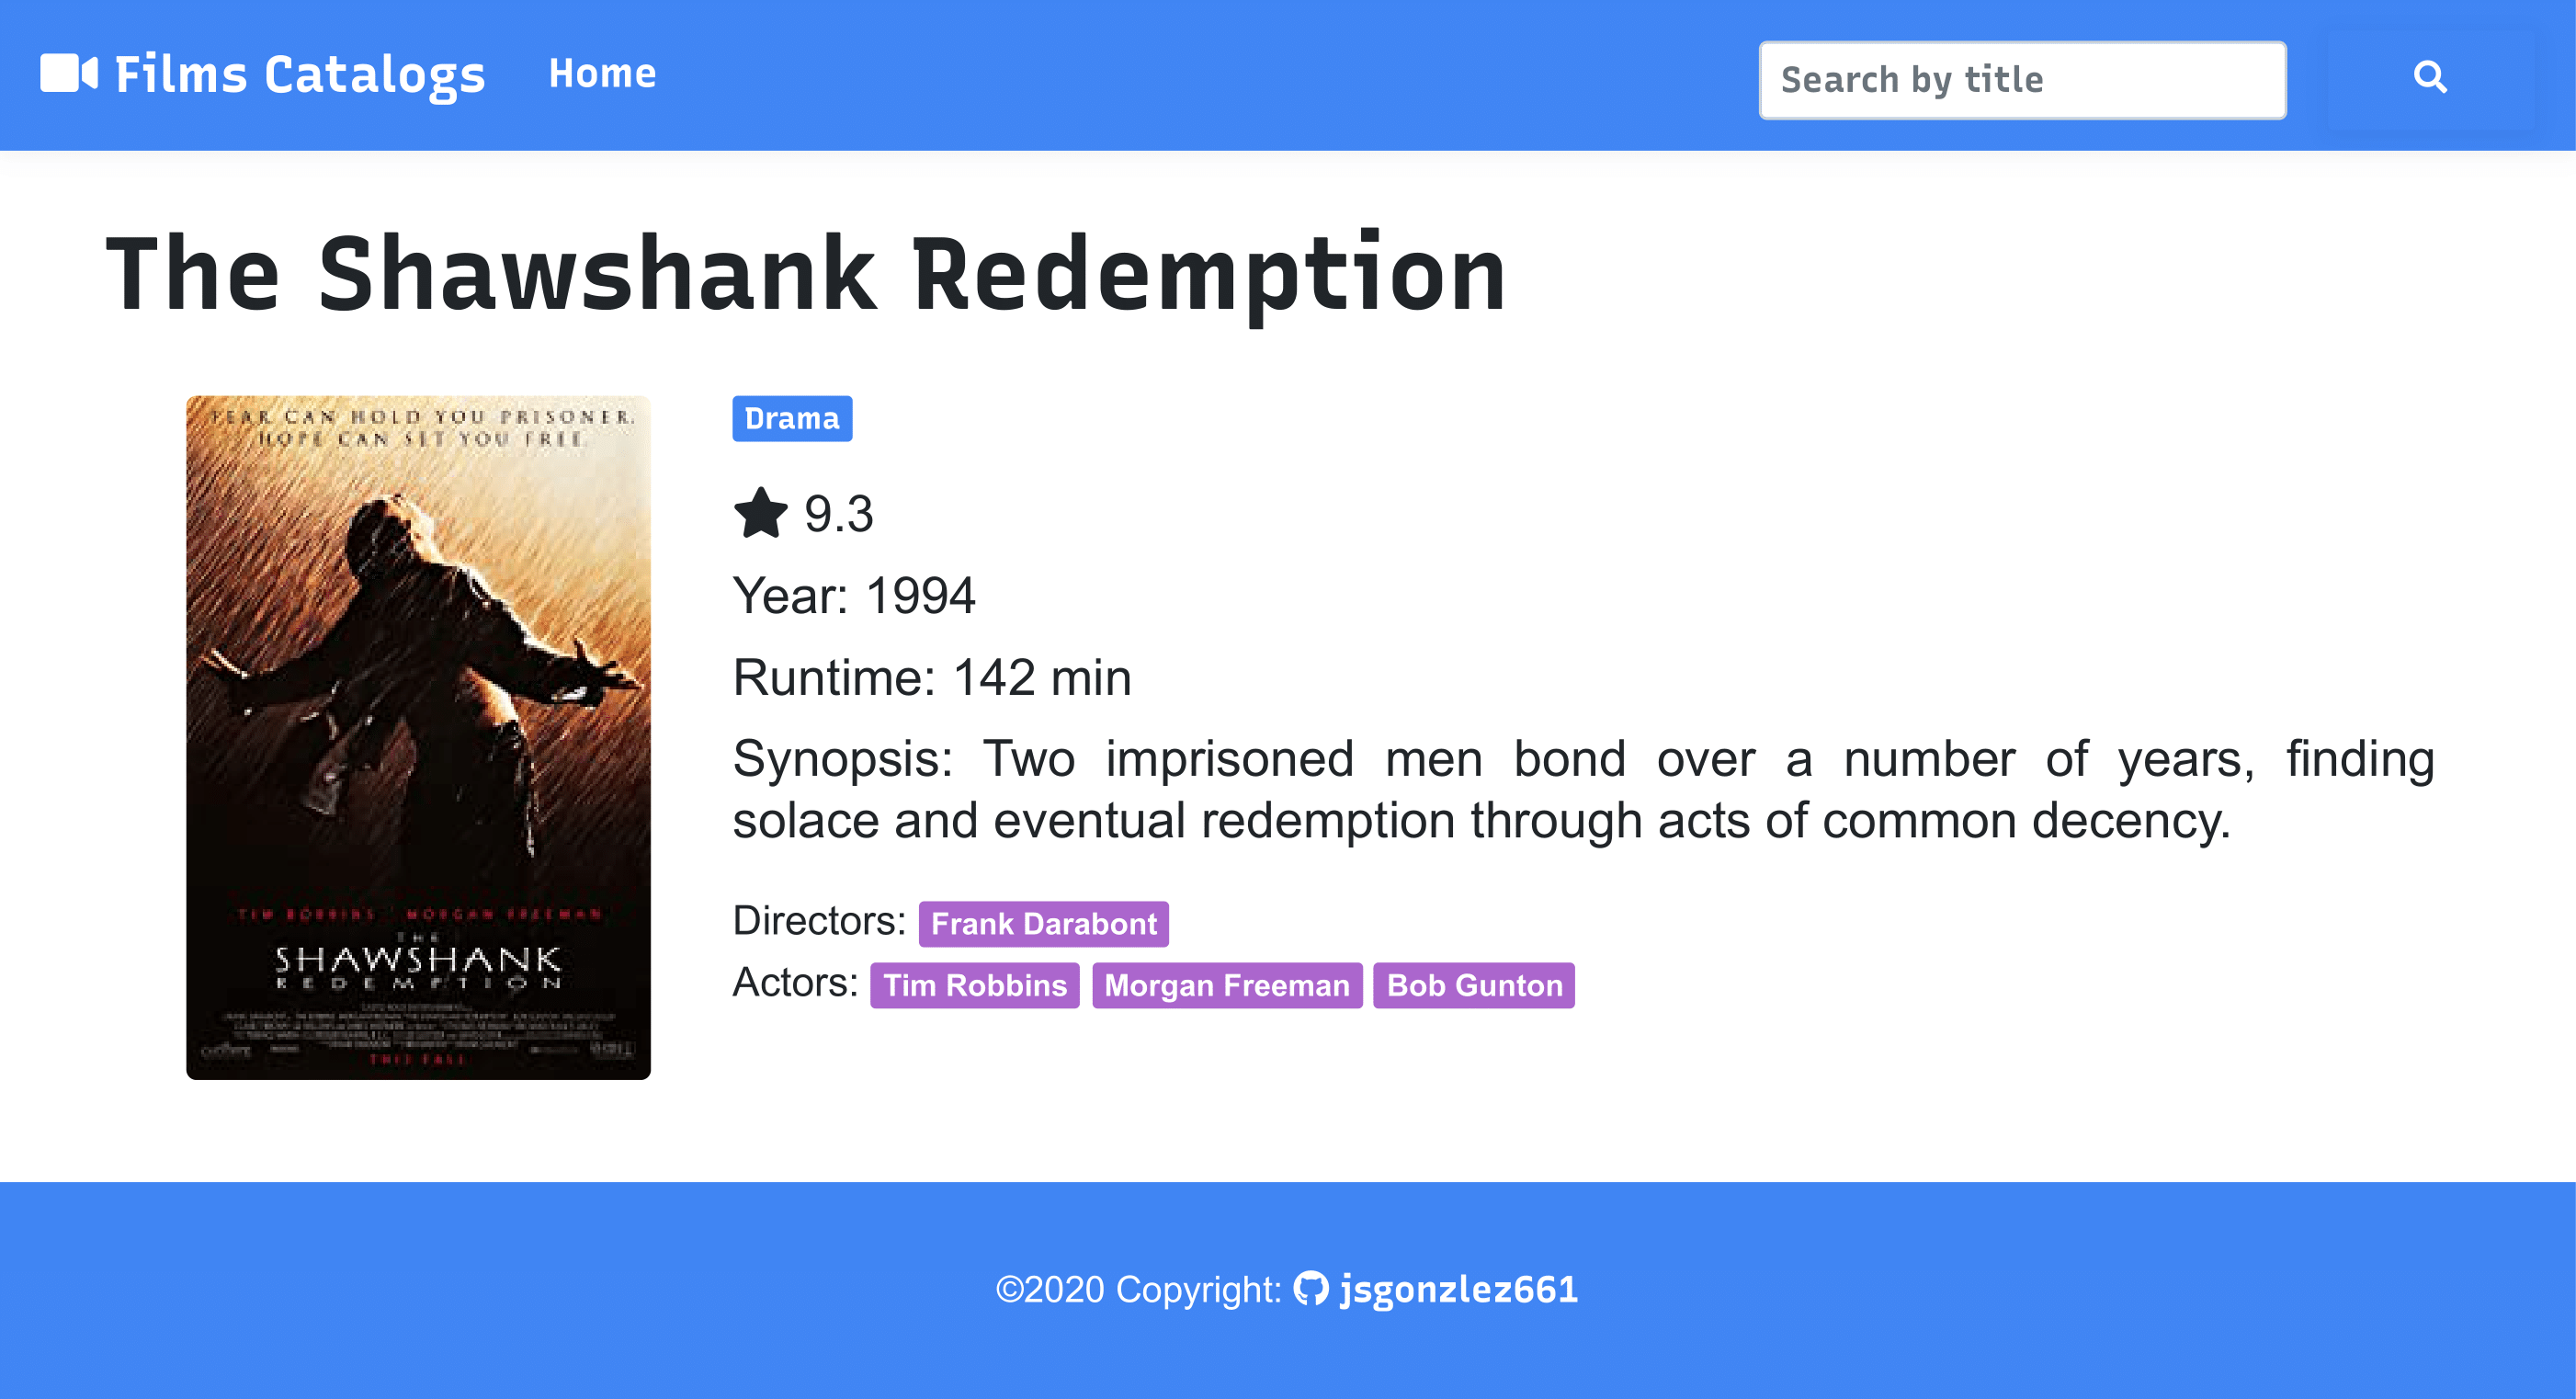 Films Catalogs Home Search by title
The Shawshank Redemption
FEAR CAN HOLD YOU PRISONER.
HOPE CAN SET YOU FREE.
TIM ROBBINS MORGAN FREEMAN
THE
SHAWSHANK
REDEMPTION
THIS FALL
Drama
9.3
Year: 1994
Runtime: 142 min
Synopsis: Two imprisoned men bond over a number of years, finding
solace and eventual redemption through acts of common decency.
Directors: Frank Darabont
Actors: Tim Robbins Morgan Freeman Bob Gunton
©2020 Copyright: jsgonzlez661